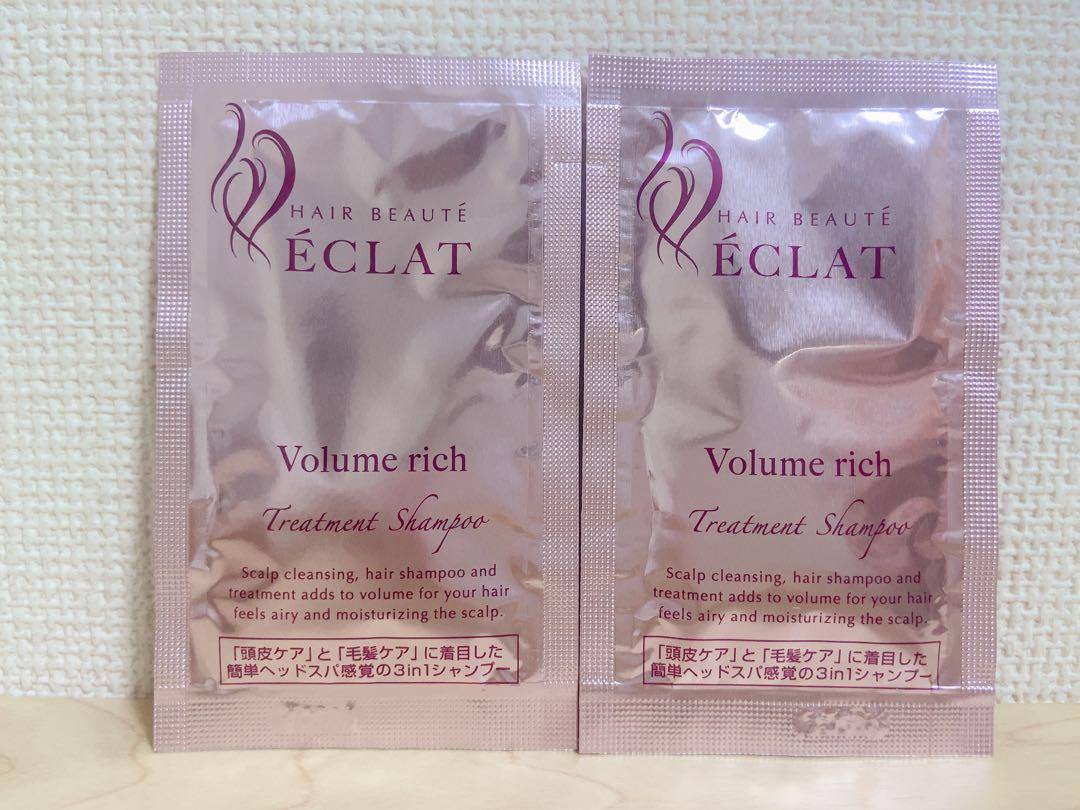 HAIR BEAUTÉ
ÉCLAT
Volume rich
Treatment Shampoo
Scalp cleansing, hair shampoo and
treatment adds to volume for your hair
feels airy and moisturizing the scalp.
「頭皮ケア」と「毛髪ケア」に着目した
簡単ヘッドスパ感覚の3in1シャンプー
HAIR BEAUTÉ
ÉCLAT
Volume rich
Treatment Shampoo
Scalp cleansing, hair shampoo and
treatment adds to volume for your hair
feels airy and moisturizing the scalp.
「頭皮ケア」と「毛髪ケア」に着目した
簡単ヘッドスパ感覚の3in1シャンプー